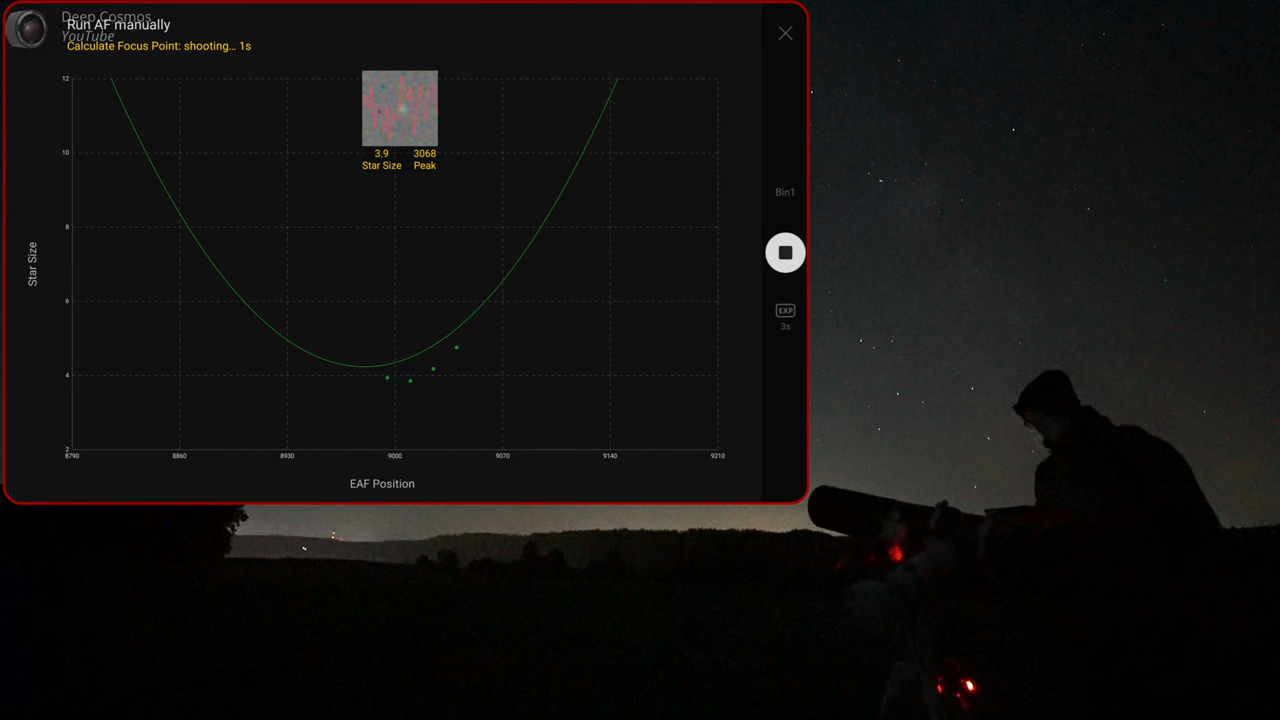 Deep Cosmos
YouTube
Run AF manually
Calculate Focus Point: shooting... 1s
12
10
8
6
4
2
Star Size
3.9 3068
Star Size Peak
8790 8860 8930 9000 9070 9140 9210
EAF Position
Bin1
EXP
3s